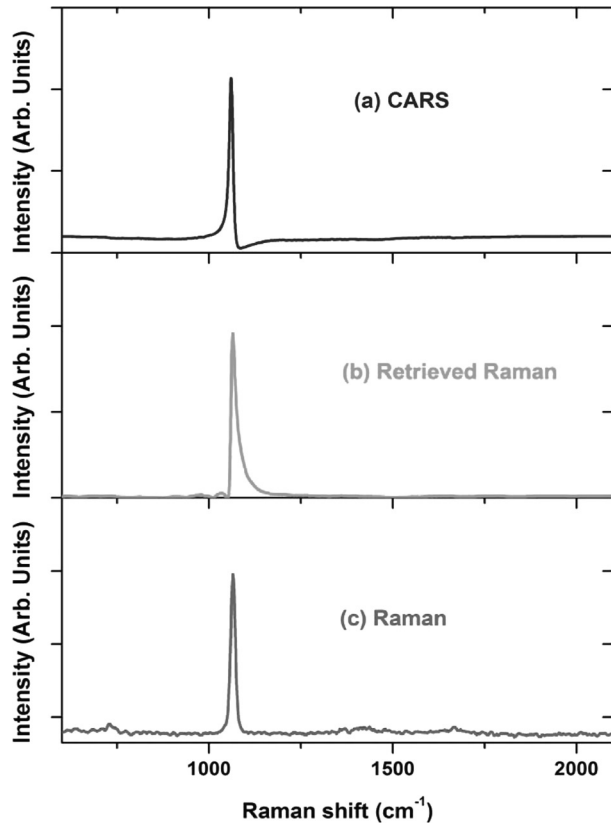 Intensity (Arb. Units)
(a) CARS
Intensity (Arb. Units)
(b) Retrieved Raman
Intensity (Arb. Units)
(c) Raman
1000 1500 2000
Raman shift (cm⁻¹)